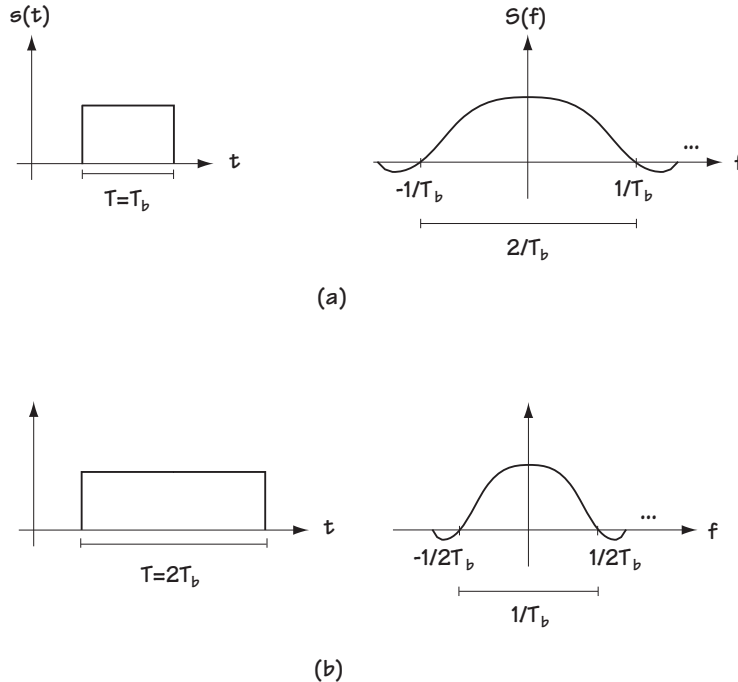 s(t)
S(f)
t
...
f
T=T_b
-1/T_b
1/T_b
2/T_b
(a)
t
...
f
T=2T_b
-1/2T_b
1/2T_b
1/T_b
(b)